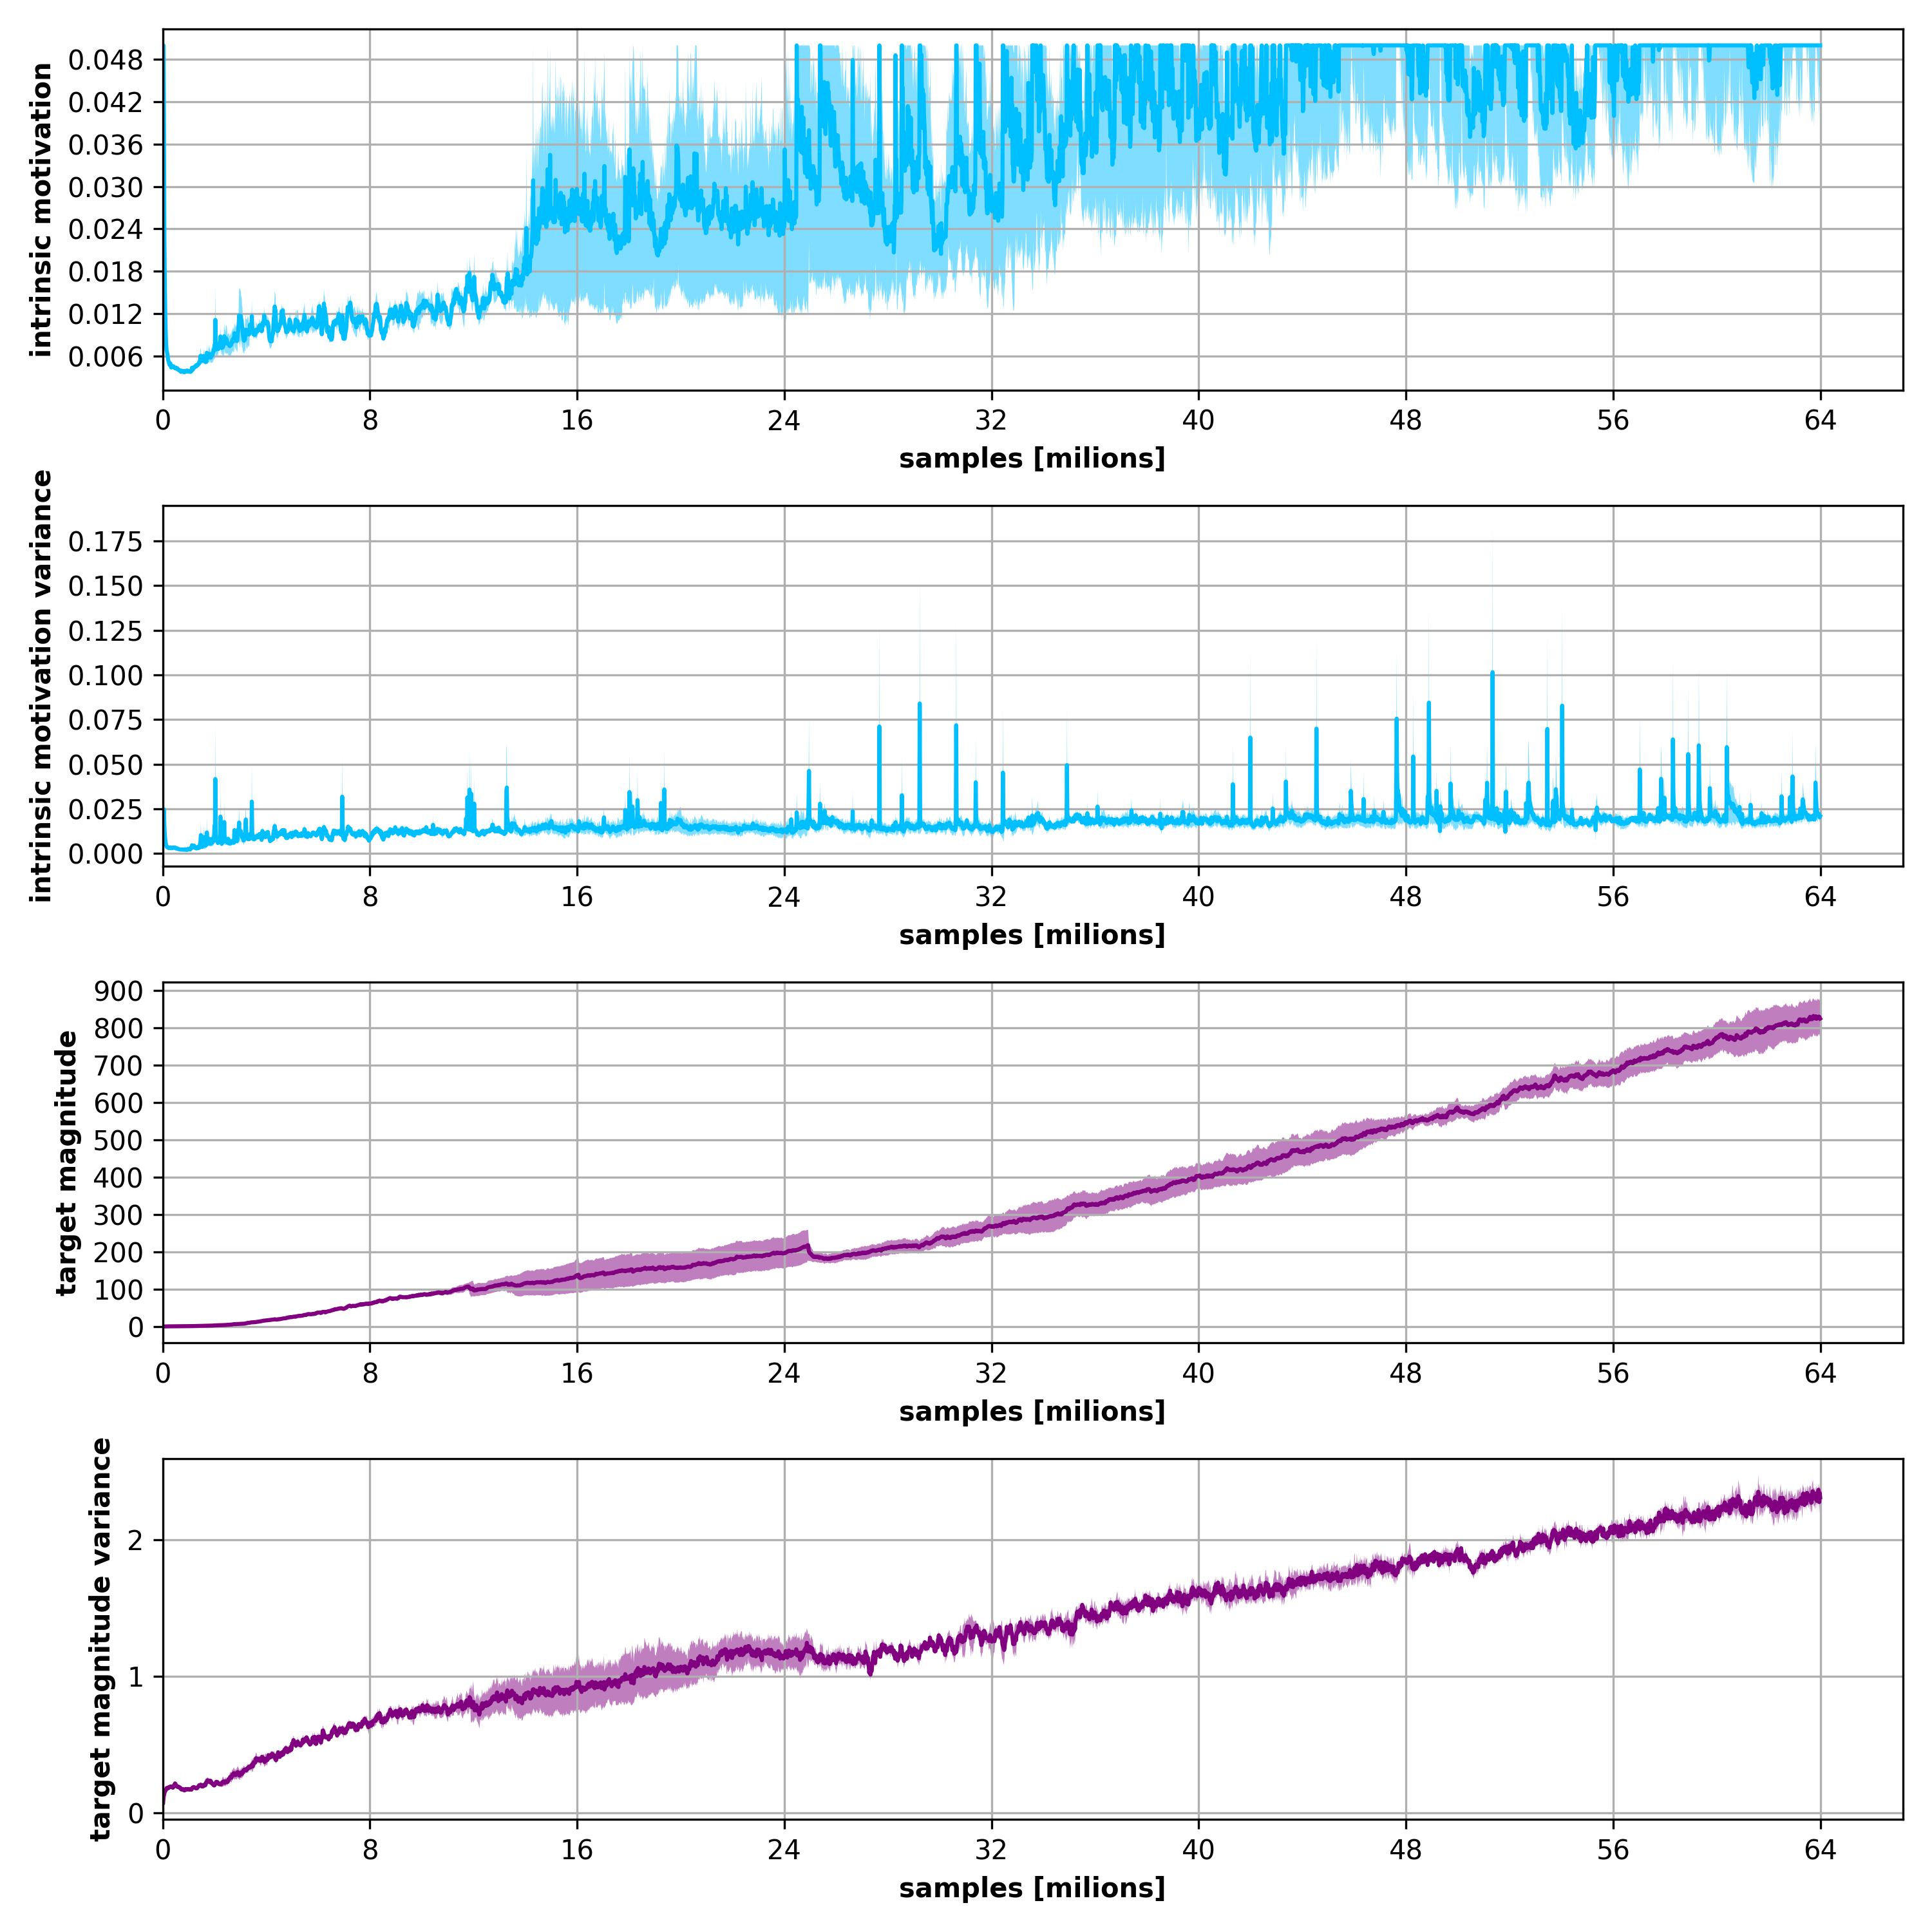 intrinsic motivation
0.048
0.042
0.036
0.030
0.024
0.018
0.012
0.006
0 8 16 24 32 40 48 56 64
samples [milions]
intrinsic motivation variance
0.175
0.150
0.125
0.100
0.075
0.050
0.025
0.000
0 8 16 24 32 40 48 56 64
samples [milions]
target magnitude
900
800
700
600
500
400
300
200
100
0
0 8 16 24 32 40 48 56 64
samples [milions]
target magnitude variance
2
1
0
0 8 16 24 32 40 48 56 64
samples [milions]